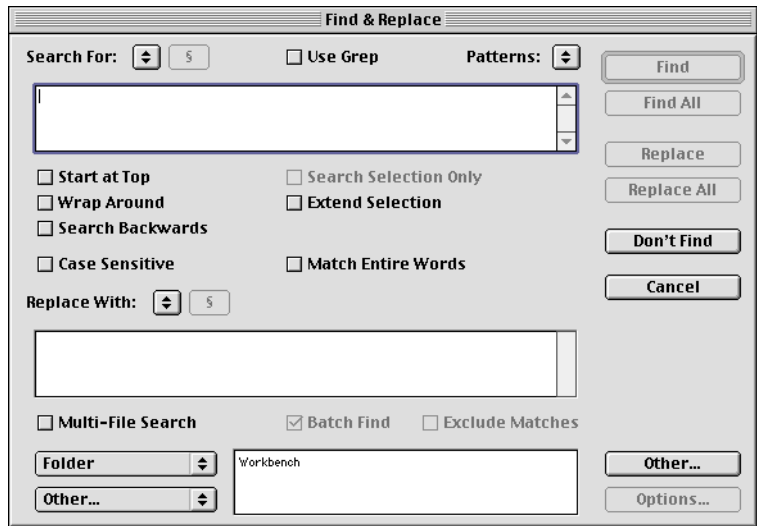 Find & Replace
Search For: § Use Grep Patterns:
Find
Find All
Replace
Start at Top Search Selection Only
Replace All
Wrap Around Extend Selection
Search Backwards
Don't Find
Case Sensitive Match Entire Words
Cancel
Replace With: §
Multi-File Search Batch Find Exclude Matches
Folder Workbench Other...
Other... Options...